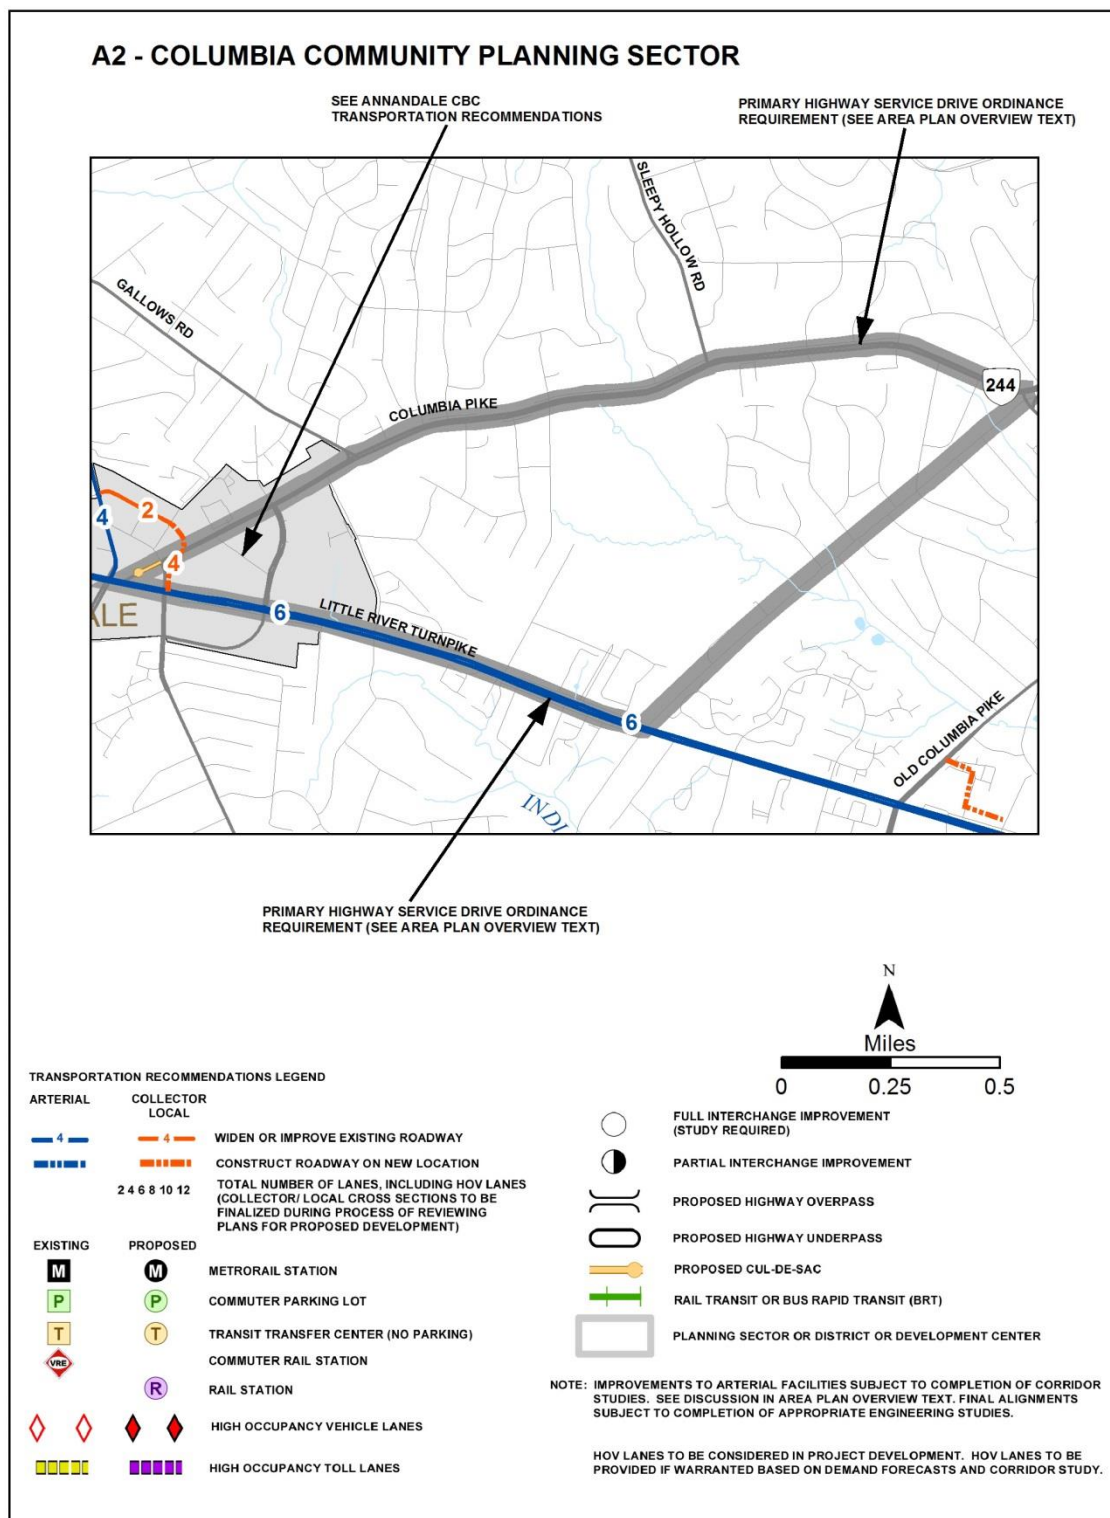 A2 - COLUMBIA COMMUNITY PLANNING SECTOR
SEE ANNANDALE CBC
TRANSPORTATION RECOMMENDATIONS
PRIMARY HIGHWAY SERVICE DRIVE ORDINANCE
REQUIREMENT (SEE AREA PLAN OVERVIEW TEXT)
SLEEPY HOLLOW RD
GALLOWS RD
244
COLUMBIA PIKE
4
2
4
ALE
6
LITTLE RIVER TURNPIKE
6
OLD COLUMBIA PIKE
INDI
PRIMARY HIGHWAY SERVICE DRIVE ORDINANCE
REQUIREMENT (SEE AREA PLAN OVERVIEW TEXT)
N
Miles
0 0.25 0.5
TRANSPORTATION RECOMMENDATIONS LEGEND
ARTERIAL
COLLECTOR
LOCAL
4 4 WIDEN OR IMPROVE EXISTING ROADWAY
CONSTRUCT ROADWAY ON NEW LOCATION
2 4 6 8 10 12 TOTAL NUMBER OF LANES, INCLUDING HOV LANES
(COLLECTOR/ LOCAL CROSS SECTIONS TO BE
FINALIZED DURING PROCESS OF REVIEWING
PLANS FOR PROPOSED DEVELOPMENT)
EXISTING PROPOSED
M M METRORAIL STATION
P P COMMUTER PARKING LOT
T T TRANSIT TRANSFER CENTER (NO PARKING)
VRE COMMUTER RAIL STATION
R RAIL STATION
HIGH OCCUPANCY VEHICLE LANES
HIGH OCCUPANCY TOLL LANES
FULL INTERCHANGE IMPROVEMENT
(STUDY REQUIRED)
PARTIAL INTERCHANGE IMPROVEMENT
PROPOSED HIGHWAY OVERPASS
PROPOSED HIGHWAY UNDERPASS
PROPOSED CUL-DE-SAC
RAIL TRANSIT OR BUS RAPID TRANSIT (BRT)
PLANNING SECTOR OR DISTRICT OR DEVELOPMENT CENTER
NOTE: IMPROVEMENTS TO ARTERIAL FACILITIES SUBJECT TO COMPLETION OF CORRIDOR
STUDIES. SEE DISCUSSION IN AREA PLAN OVERVIEW TEXT. FINAL ALIGNMENTS
SUBJECT TO COMPLETION OF APPROPRIATE ENGINEERING STUDIES.
HOV LANES TO BE CONSIDERED IN PROJECT DEVELOPMENT. HOV LANES TO BE
PROVIDED IF WARRANTED BASED ON DEMAND FORECASTS AND CORRIDOR STUDY.